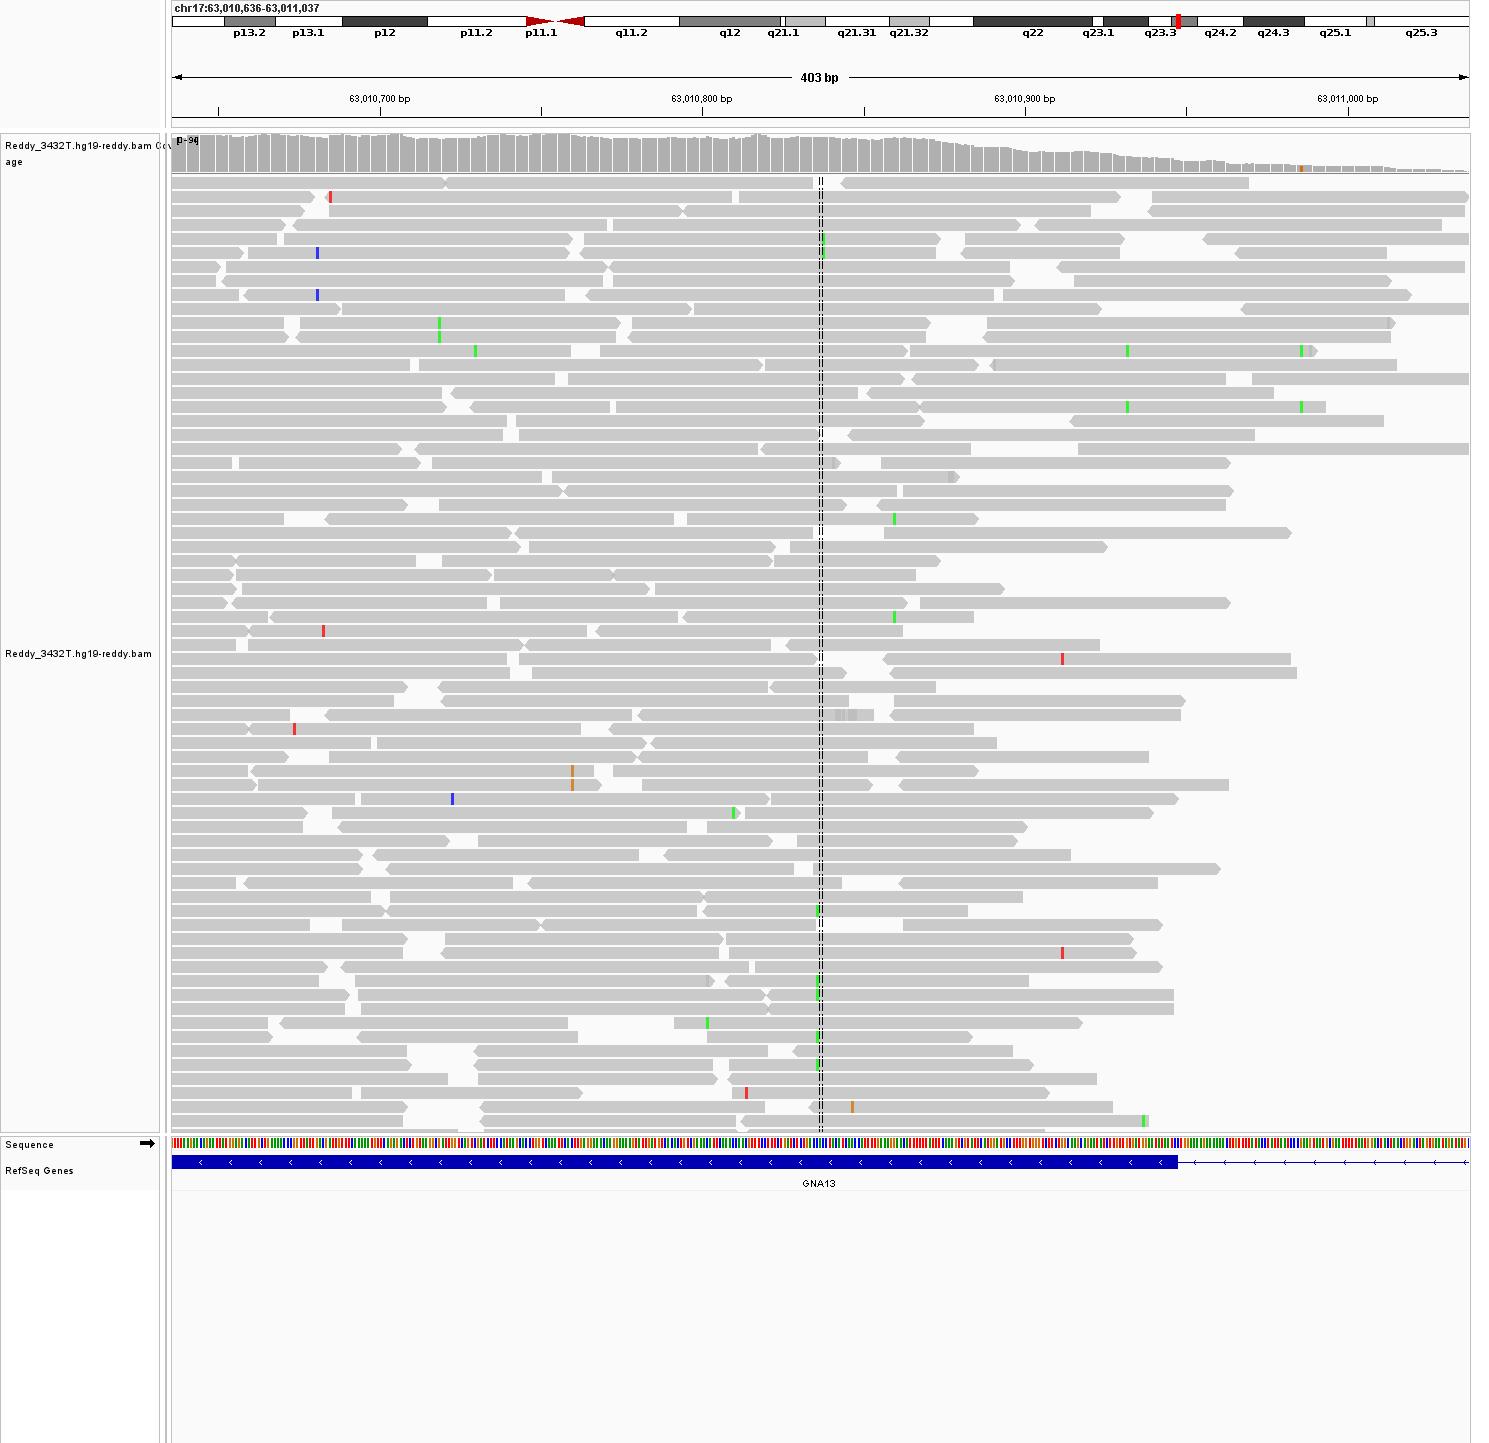 chr17:63,010,636-63,011,037
p13.2 p13.1 p12 p11.2 p11.1 q11.2 q12 q21.1 q21.31 q21.32 q22 q23.1 q23.3 q24.2 q24.3 q25.1 q25.3
403 bp
63,010,700 bp 63,010,800 bp 63,010,900 bp 63,011,000 bp
Reddy_3432T.hg19-reddy.bam Cov
age
Reddy_3432T.hg19-reddy.bam
Sequence
RefSeq Genes
GNA13